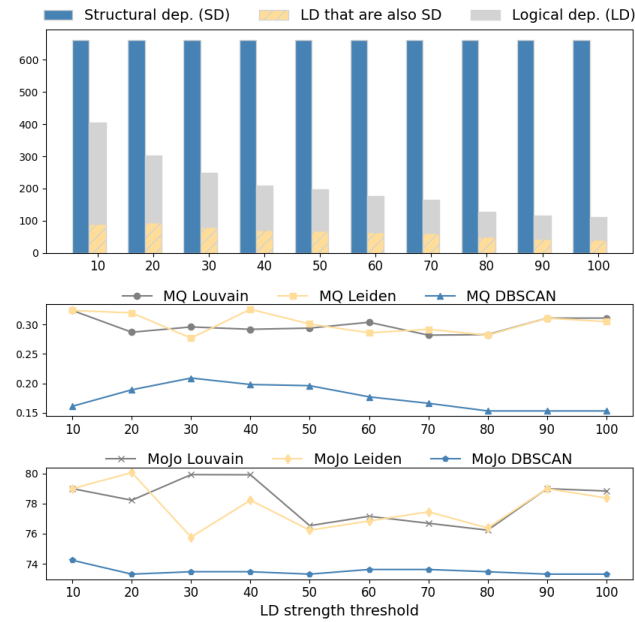 Structural dep. (SD) LD that are also SD Logical dep. (LD)
600
500
400
300
200
100
0
10 20 30 40 50 60 70 80 90 100
MQ Louvain MQ Leiden MQ DBSCAN
0.30
0.25
0.20
0.15
10 20 30 40 50 60 70 80 90 100
MoJo Louvain MoJo Leiden MoJo DBSCAN
80
78
76
74
10 20 30 40 50 60 70 80 90 100
LD strength threshold